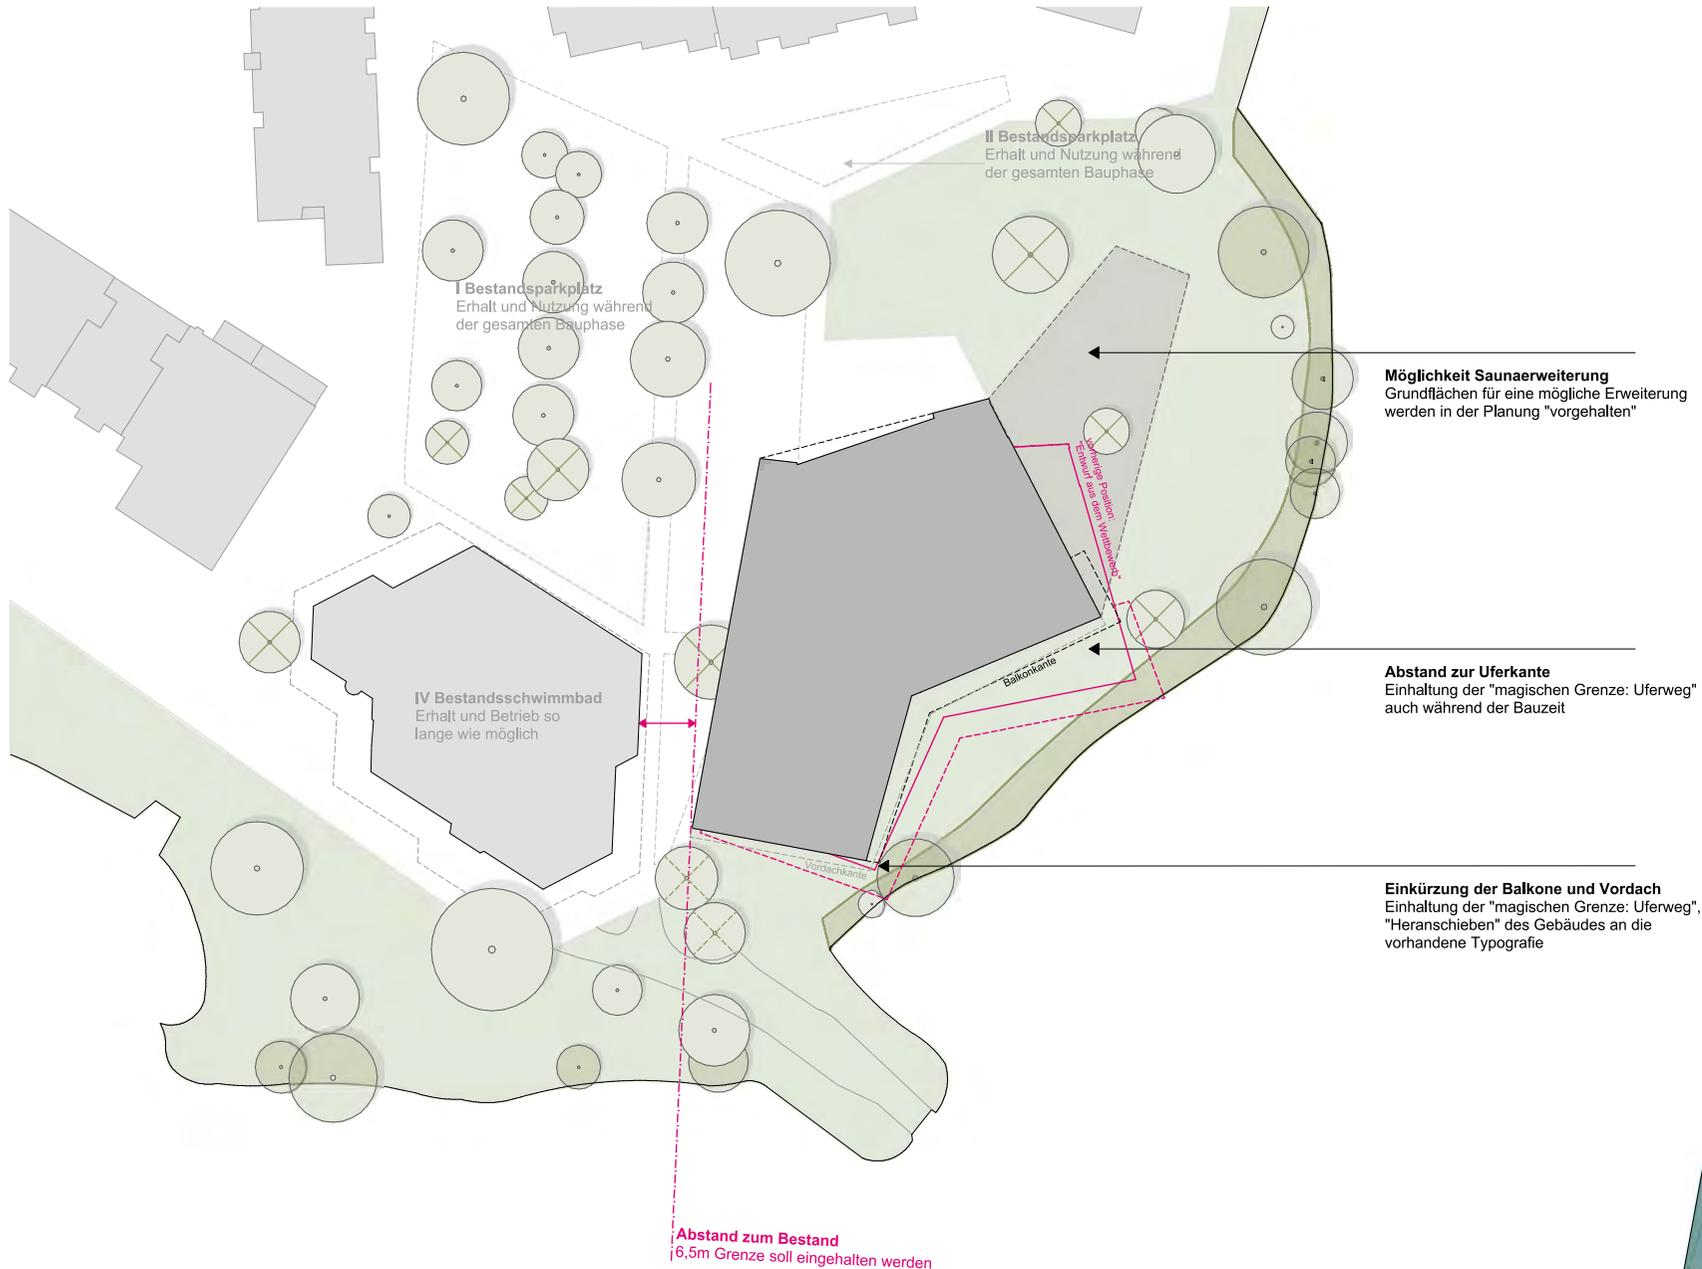 II Bestandsparkplatz
Erhalt und Nutzung während
der gesamten Bauphase
I Bestandsparkplatz
Erhalt und Nutzung während
der gesamten Bauphase
Möglichkeit Saunaerweiterung
Grundflächen für eine mögliche Erweiterung
werden in der Planung "vorgehalten"
vorherige Position:
"Entwurf aus dem Wettbewerb"
Balkonkante
Abstand zur Uferkante
Einhaltung der "magischen Grenze: Uferweg"
auch während der Bauzeit
IV Bestandsschwimmbad
Erhalt und Betrieb so
lange wie möglich
Vordachkante
Einkürzung der Balkone und Vordach
Einhaltung der "magischen Grenze: Uferweg",
"Heranschieben" des Gebäudes an die
vorhandene Typografie
Abstand zum Bestand
6,5m Grenze soll eingehalten werden